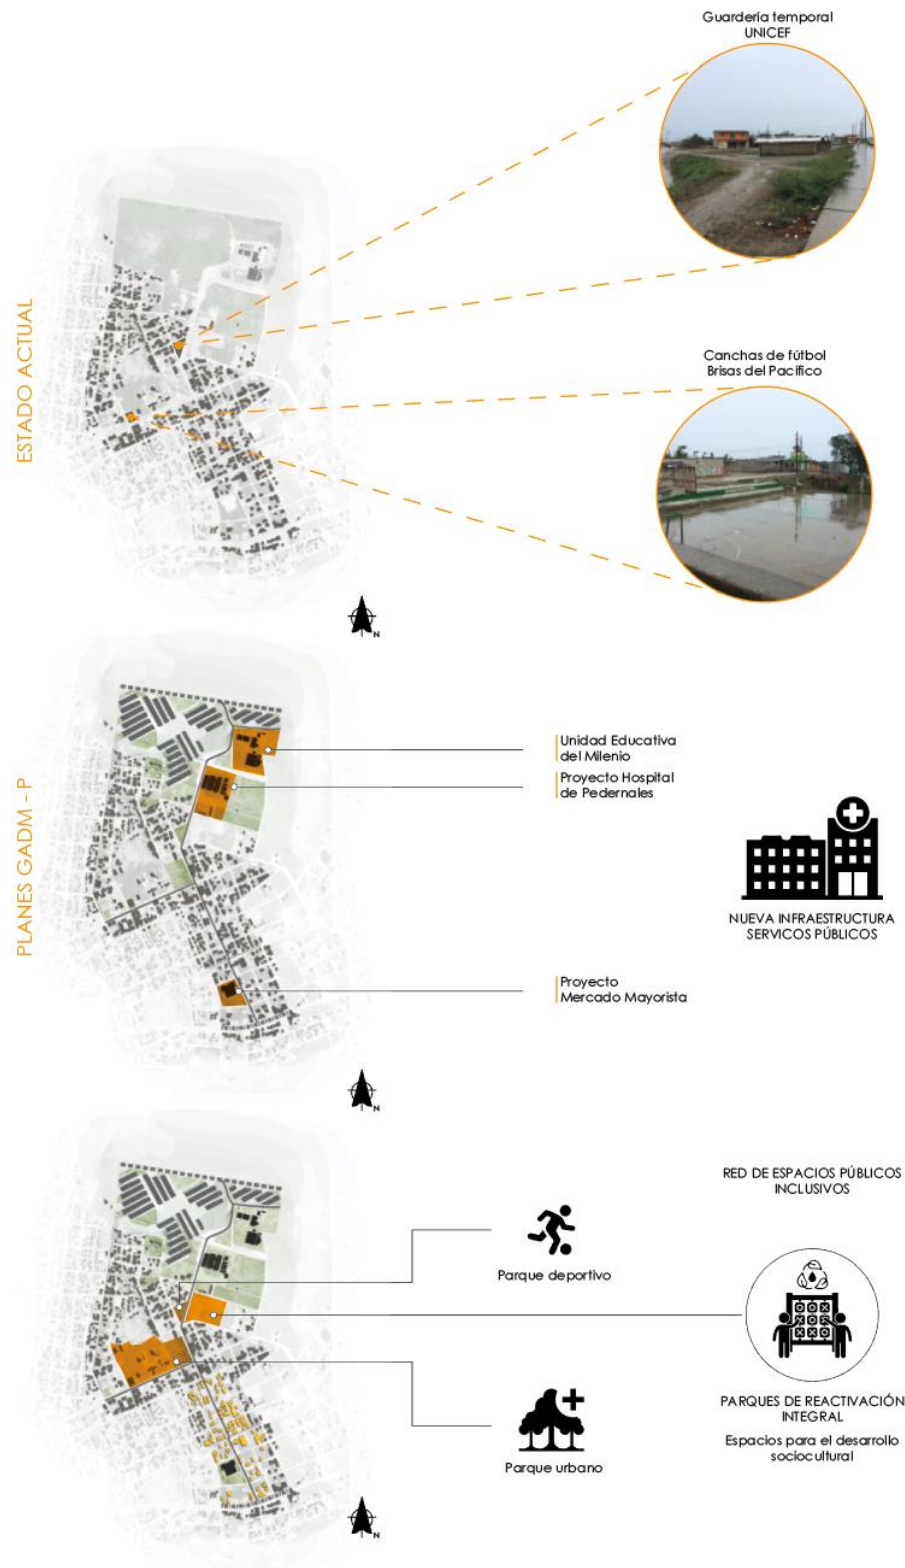 Guardería temporal
UNICEF
ESTADO ACTUAL
Canchas de fútbol
Brisas del Pacífico
N
PLANES GADM - P
Unidad Educativa
del Milenio
Proyecto Hospital
de Pedernales
NUEVA INFRAESTRUCTURA
SERVICOS PÚBLICOS
Proyecto
Mercado Mayorista
N
RED DE ESPACIOS PÚBLICOS
INCLUSIVOS
Parque deportivo
PARQUES DE REACTIVACIÓN
INTEGRAL
Espacios para el desarrollo
sociocultural
Parque urbano
N